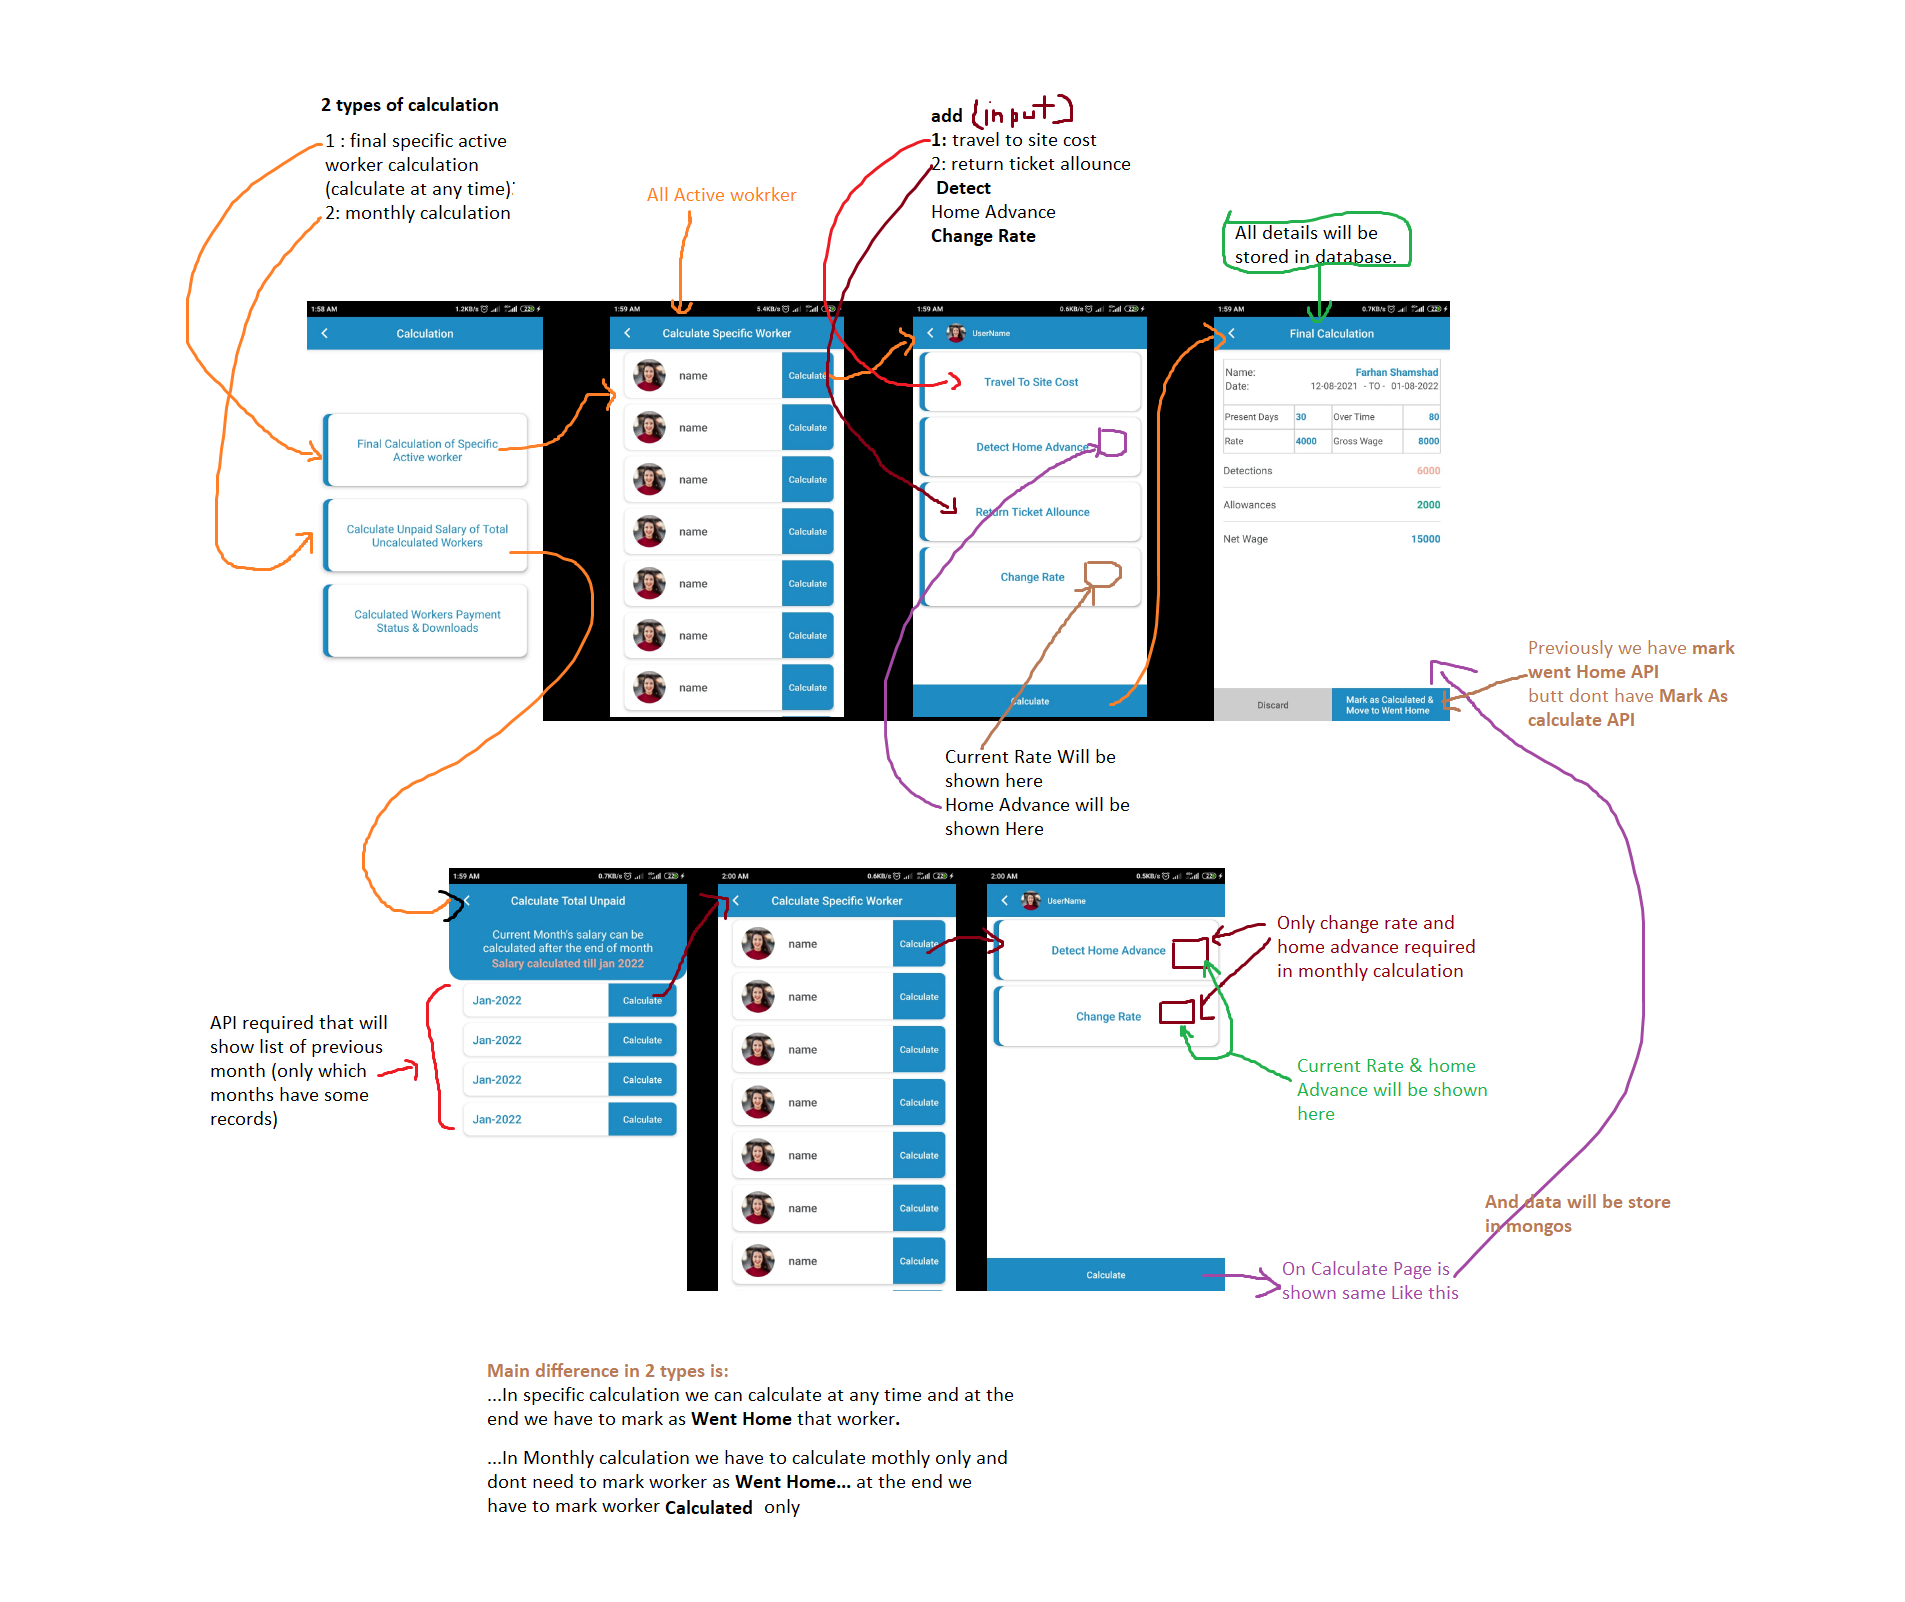 2 types of calculation
1 : final specific active
worker calculation
(calculate at any time):
2: monthly calculation
All Active wokrker
add (input)
1: travel to site cost
2: return ticket allounce
Detect
Home Advance
Change Rate
All details will be
stored in database.
1:58 AM
1.2KB/s
Calculation
Final Calculation of Specific
Active worker
Calculate Unpaid Salary of Total
Uncalculated Workers
Calculated Workers Payment
Status & Downloads
1:59 AM
5.4KB/s
Calculate Specific Worker
name Calculate
name Calculate
name Calculate
name Calculate
name Calculate
name Calculate
name Calculate
1:59 AM
0.6KB/s
UserName
Travel To Site Cost
Detect Home Advance
Return Ticket Allounce
Change Rate
Calculate
1:59 AM
0.7KB/s
Final Calculation
Name: Farhan Shamshad
Date: 12-08-2021 - TO - 01-08-2022
Present Days 30 Over Time 80
Rate 4000 Gross Wage 8000
Detections 6000
Allowances 2000
Net Wage 15000
Discard
Mark as Calculated &
Move to Went Home
Previously we have mark
went Home API
butt dont have Mark As
calculate API
Current Rate Will be
shown here
Home Advance will be
shown Here
1:59 AM
0.7KB/s
Calculate Total Unpaid
Current Month's salary can be
calculated after the end of month
Salary calculated till jan 2022
Jan-2022 Calculate
Jan-2022 Calculate
Jan-2022 Calculate
Jan-2022 Calculate
API required that will
show list of previous
month (only which
months have some
records)
2:00 AM
0.6KB/s
Calculate Specific Worker
name Calculate
name Calculate
name Calculate
name Calculate
name Calculate
name Calculate
name Calculate
2:00 AM
0.5KB/s
UserName
Detect Home Advance
Change Rate
Calculate
Only change rate and
home advance required
in monthly calculation
Current Rate & home
Advance will be shown
here
And data will be store
in mongos
On Calculate Page is
shown same Like this
Main difference in 2 types is:
...In specific calculation we can calculate at any time and at the
end we have to mark as Went Home that worker.
...In Monthly calculation we have to calculate mothly only and
dont need to mark worker as Went Home... at the end we
have to mark worker Calculated only